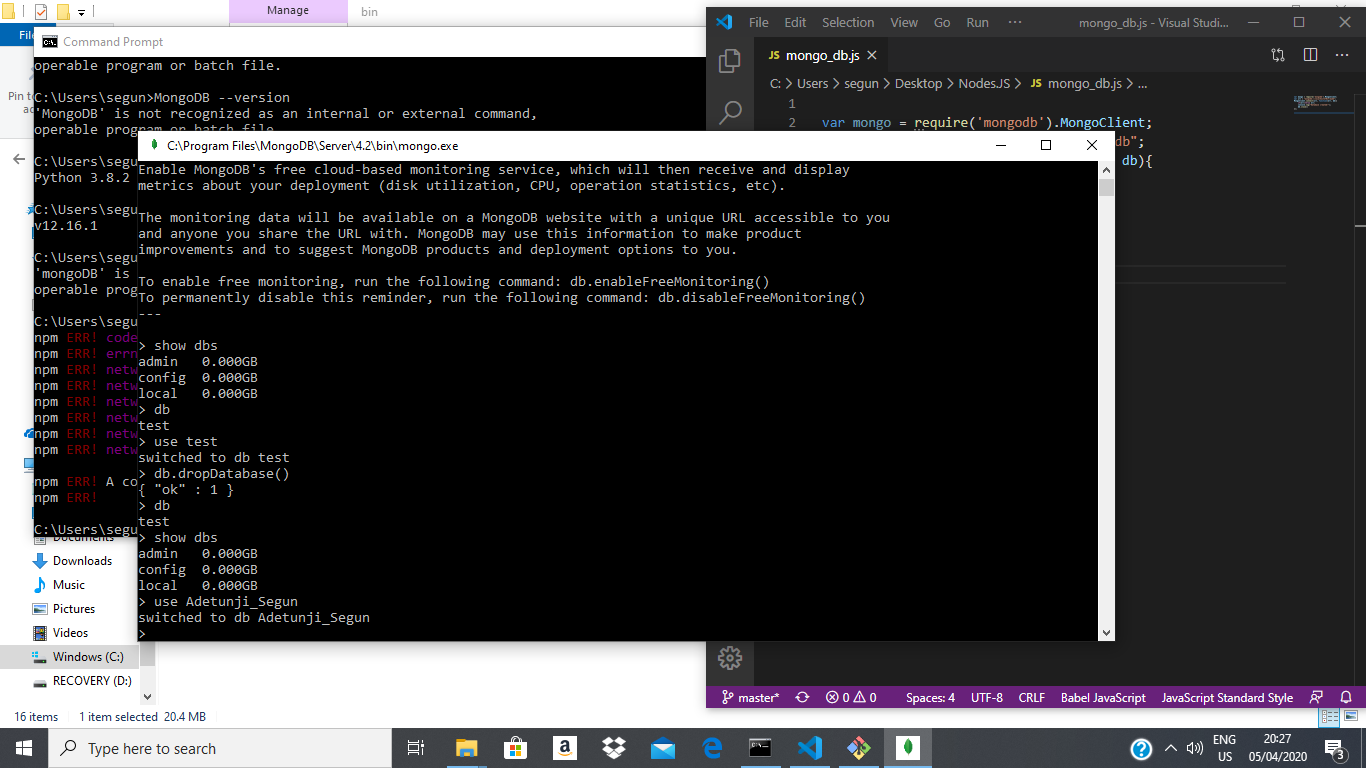 Manage
bin
File
Pin to
Command Prompt
operable program or batch file.
C:\Users\segun>MongoDB --version
'MongoDB' is not recognized as an internal or external command,
operable program or batch file.
C:\Users\segu
Python 3.8.2
C:\Users\segu
v12.16.1
C:\Users\segu
'mongoDB' is
operable prog
C:\Users\segu
npm ERR! code
npm ERR! errn
npm ERR! netw
npm ERR! netw
npm ERR! netw
npm ERR! netw
npm ERR! netw
npm ERR! netw
npm ERR! A co
npm ERR!
C:\Users\segu
C:\Program Files\MongoDB\Server\4.2\bin\mongo.exe
Enable MongoDB's free cloud-based monitoring service, which will then receive and display
metrics about your deployment (disk utilization, CPU, operation statistics, etc).
The monitoring data will be available on a MongoDB website with a unique URL accessible to you
and anyone you share the URL with. MongoDB may use this information to make product
improvements and to suggest MongoDB products and deployment options to you.
To enable free monitoring, run the following command: db.enableFreeMonitoring()
To permanently disable this reminder, run the following command: db.disableFreeMonitoring()
---
> show dbs
admin   0.000GB
config  0.000GB
local   0.000GB
> db
test
> use test
switched to db test
> db.dropDatabase()
{ "ok" : 1 }
> db
test
> show dbs
admin   0.000GB
config  0.000GB
local   0.000GB
> use Adetunji_Segun
switched to db Adetunji_Segun
>
File Edit Selection View Go Run ··· mongo_db.js - Visual Studi...
JS mongo_db.js
C: > Users > segun > Desktop > NodesJS > JS mongo_db.js > ...
1
2 var mongo = require('mongodb').MongoClient;
db";
db){
master* 0 0 Spaces: 4 UTF-8 CRLF Babel JavaScript JavaScript Standard Style
Documents
Downloads
Music
Pictures
Videos
Windows (C:)
RECOVERY (D:)
16 items 1 item selected 20.4 MB
Type here to search
ENG
US
20:27
05/04/2020
3